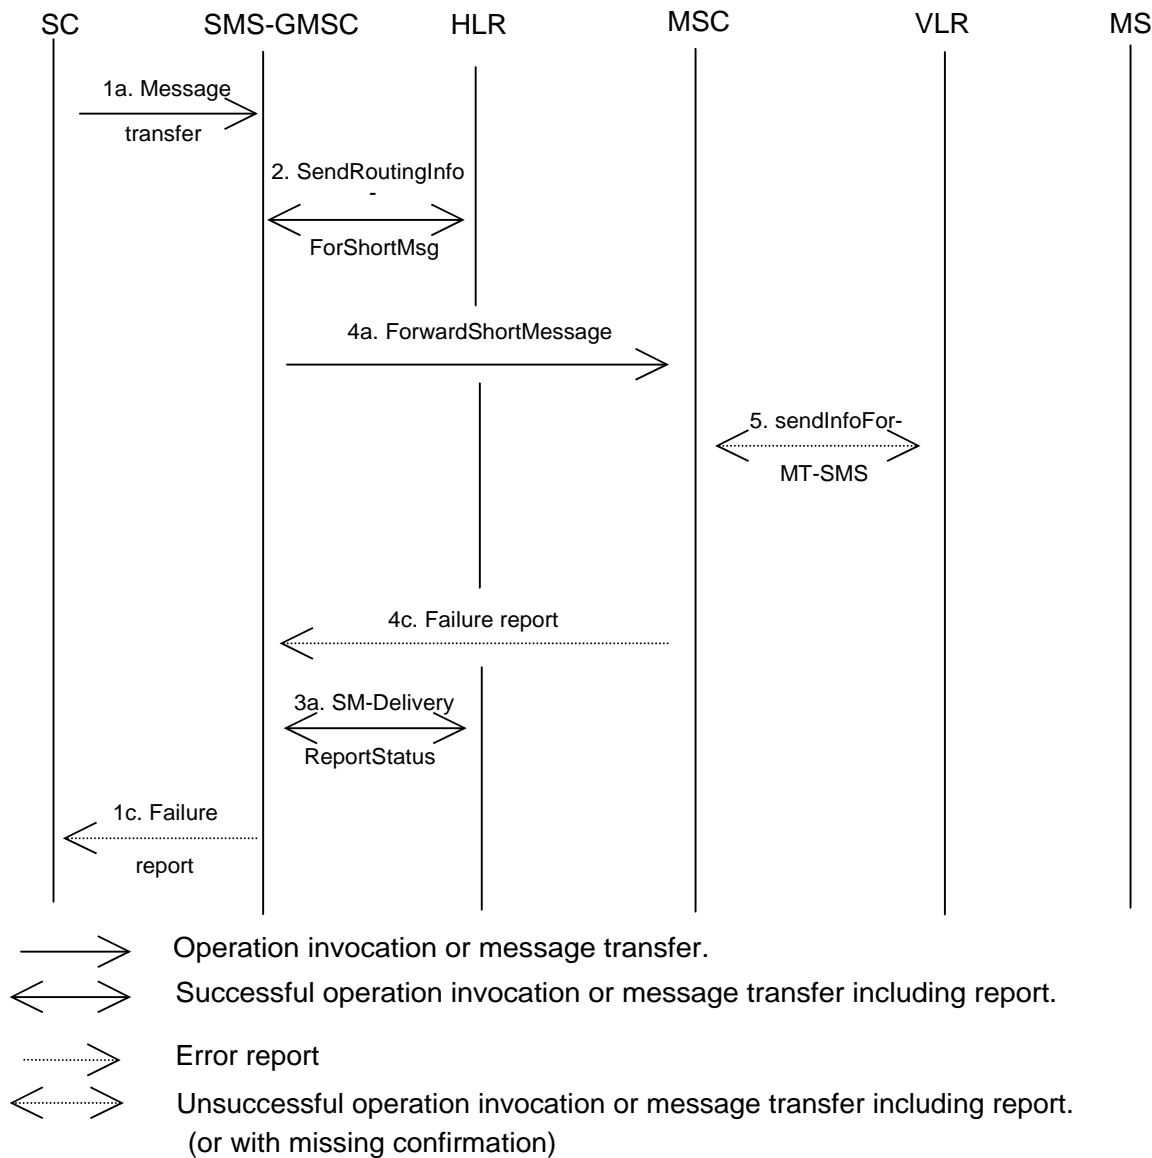 SC SMS-GMSC HLR MSC VLR MS
1a. Message
transfer
2. SendRoutingInfo
-
ForShortMsg
4a. ForwardShortMessage
5. sendInfoFor-
MT-SMS
4c. Failure report
3a. SM-Delivery
ReportStatus
1c. Failure
report
Operation invocation or message transfer.
Successful operation invocation or message transfer including report.
Error report
Unsuccessful operation invocation or message transfer including report.
(or with missing confirmation)